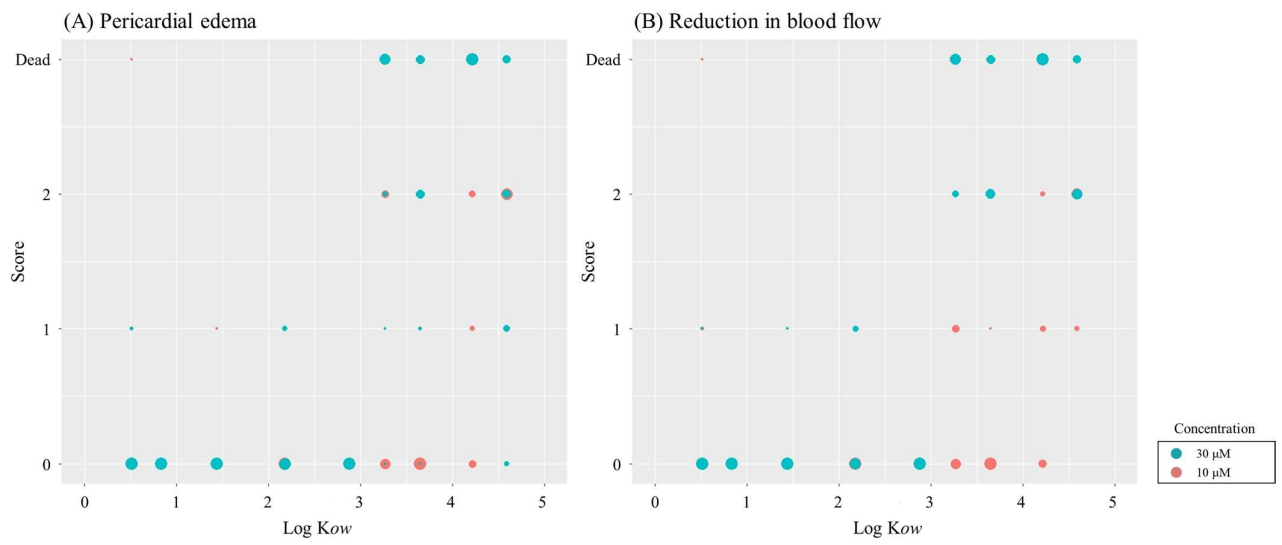 (A) Pericardial edema
(B) Reduction in blood flow
Dead
2
1
0
Score
0 1 2 3 4 5
Log Kow
Dead
2
1
0
Score
0 1 2 3 4 5
Log Kow
Concentration
30 µM
10 µM